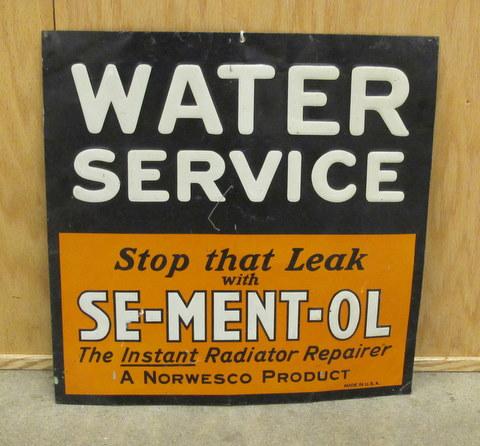 WATER
SERVICE
Stop that Leak
with
SE-MENT-OL
The Instant Radiator Repairer
A NORWESCO PRODUCT
MADE IN U.S.A.